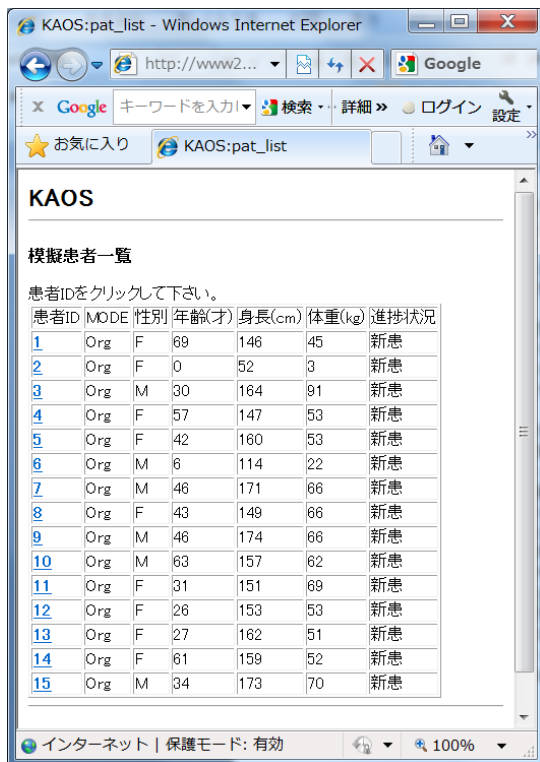 KAOS:pat_list - Windows Internet Explorer
http://www2... Google
x Google キーワードを入力し 検索 詳細 » ログイン 設定
お気に入り KAOS:pat_list
KAOS
模擬患者一覧
患者IDをクリックして下さい。
患者ID MODE 性別 年齢(才) 身長(cm) 体重(kg) 進捗状況
1 Org F 69 146 45 新患
2 Org F 0 52 3 新患
3 Org M 30 164 91 新患
4 Org F 57 147 53 新患
5 Org F 42 160 53 新患
6 Org M 6 114 22 新患
7 Org M 46 171 66 新患
8 Org F 43 149 66 新患
9 Org M 46 174 66 新患
10 Org M 63 157 62 新患
11 Org F 31 151 69 新患
12 Org F 26 153 53 新患
13 Org F 27 162 51 新患
14 Org F 61 159 52 新患
15 Org M 34 173 70 新患
インターネット | 保護モード: 有効 100%